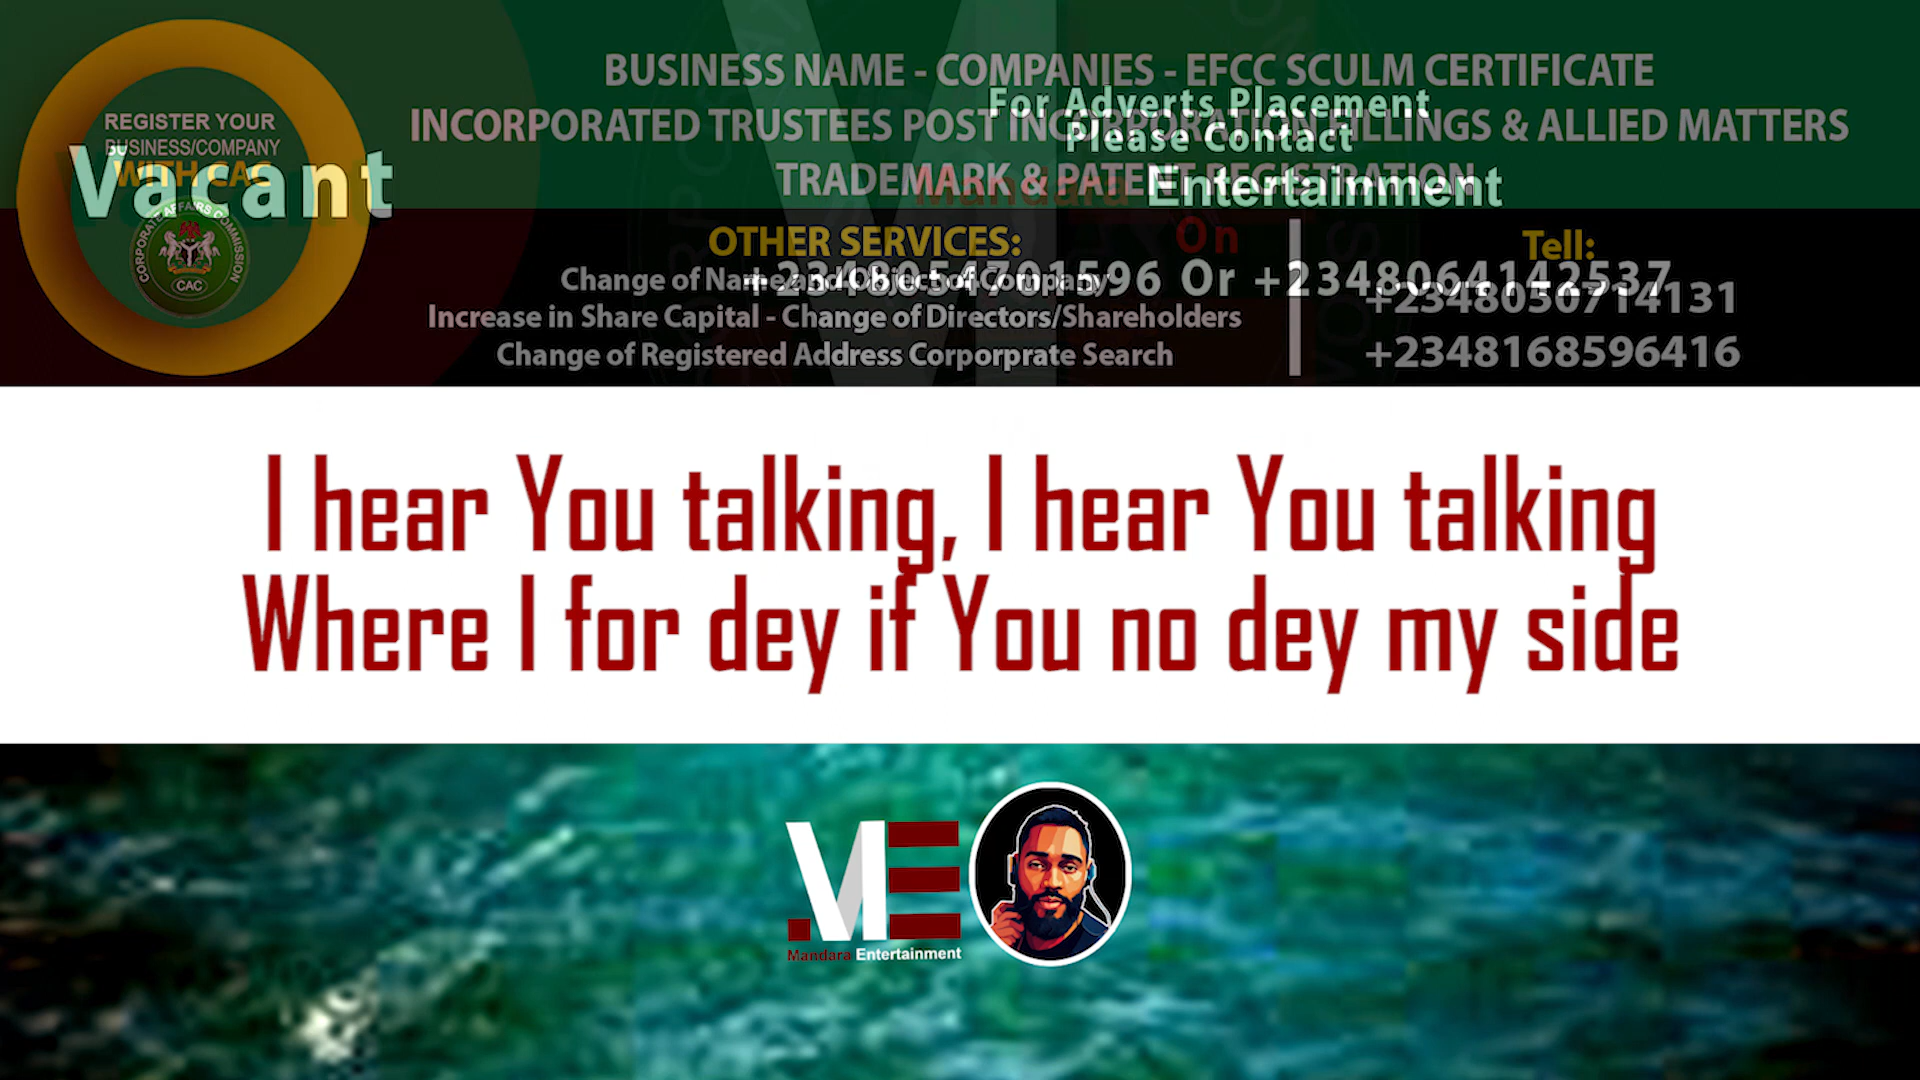 REGISTER YOUR
BUSINESS/COMPANY
WITH CAC
Vacant
CORPORATE AFFAIRS COMMISSION
CAC
BUSINESS NAME - COMPANIES - EFCC SCULM CERTIFICATE
For Adverts Placement
INCORPORATED TRUSTEES POST INCORPORATION FILLINGS & ALLIED MATTERS
Please Contact
TRADEMARK & PATENT REGISTRATION
Mandara Entertainment
On
+2348054701596 Or +2348064142537
OTHER SERVICES:
Change of Name and Object of Company
Increase in Share Capital - Change of Directors/Shareholders
Change of Registered Address Corporprate Search
Tell:
+2348050714131
+2348168596416
I hear You talking, I hear You talking
Where I for dey if You no dey my side
ME
Mandara Entertainment